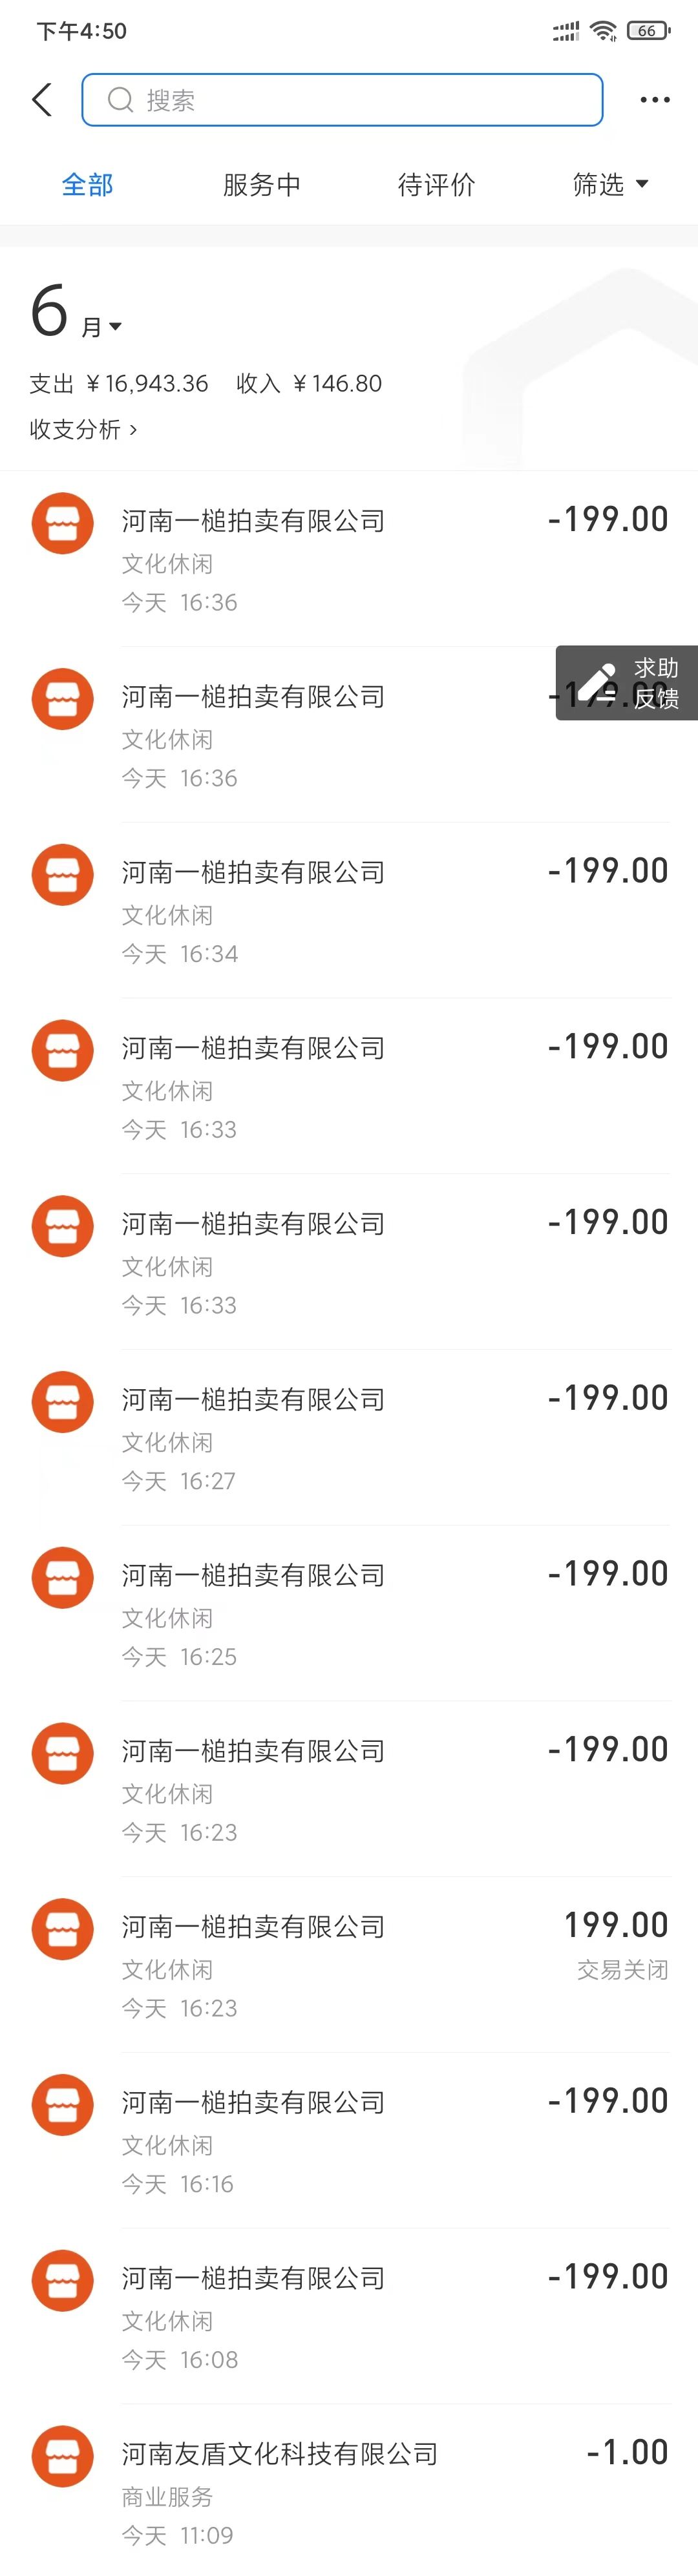 下午4:50
66
搜索
全部 服务中 待评价 筛选
6 月
支出 ¥16,943.36 收入 ¥146.80
收支分析 >
河南一槌拍卖有限公司 -199.00
文化休闲
今天 16:36
求助
河南一槌拍卖有限公司
反馈
文化休闲
今天 16:36
河南一槌拍卖有限公司 -199.00
文化休闲
今天 16:34
河南一槌拍卖有限公司 -199.00
文化休闲
今天 16:33
河南一槌拍卖有限公司 -199.00
文化休闲
今天 16:33
河南一槌拍卖有限公司 -199.00
文化休闲
今天 16:27
河南一槌拍卖有限公司 -199.00
文化休闲
今天 16:25
河南一槌拍卖有限公司 -199.00
文化休闲
今天 16:23
河南一槌拍卖有限公司 199.00
文化休闲 交易关闭
今天 16:23
河南一槌拍卖有限公司 -199.00
文化休闲
今天 16:16
河南一槌拍卖有限公司 -199.00
文化休闲
今天 16:08
河南友盾文化科技有限公司 -1.00
商业服务
今天 11:09